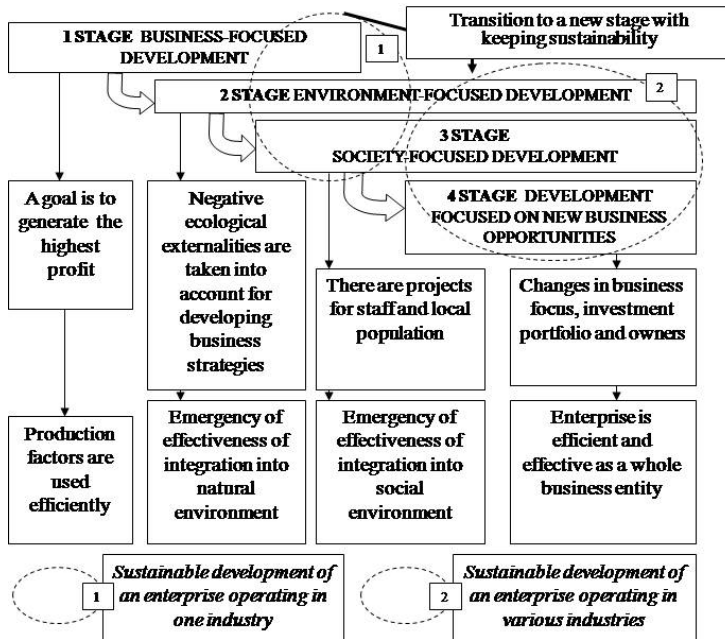 1 STAGE BUSINESS-FOCUSED
DEVELOPMENT
1
Transition to a new stage with
keeping sustainability
2 STAGE ENVIRONMENT-FOCUSED DEVELOPMENT
2
3 STAGE
SOCIETY-FOCUSED DEVELOPMENT
4 STAGE DEVELOPMENT
FOCUSED ON NEW BUSINESS
OPPORTUNITIES
A goal is to
generate the
highest
profit
Negative
ecological
externalities are
taken into
account for
developing
business
strategies
There are projects
for staff and local
population
Changes in business
focus, investment
portfolio and owners
Production
factors are
used
efficiently
Emergency of
effectiveness of
integration into
natural
environment
Emergency of
effectiveness of
integration into
social
environment
Enterprise is
efficient and
effective as a whole
business entity
1
Sustainable development of
an enterprise operating in
one industry
2
Sustainable development of
an enterprise operating in
various industries